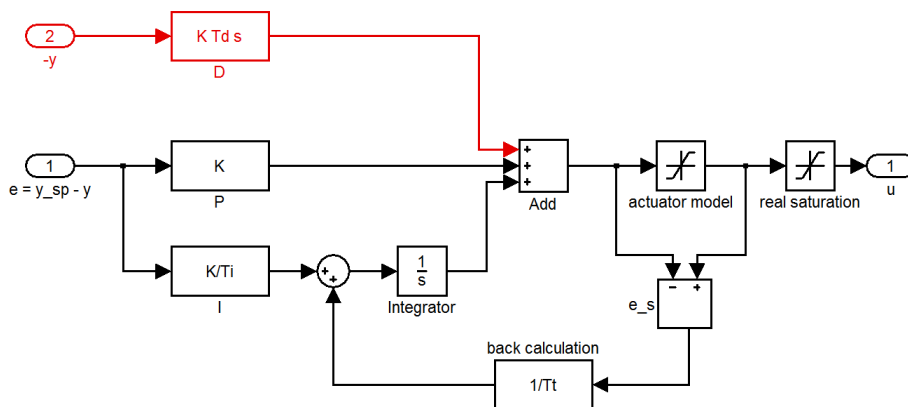 2
-y
K Td s
D
1
e = y_sp - y
K
P
K/Ti
I
+
+
1
s
Integrator
+
+
+
Add
actuator model
real saturation
1
u
− +
e_s
back calculation
1/Tt